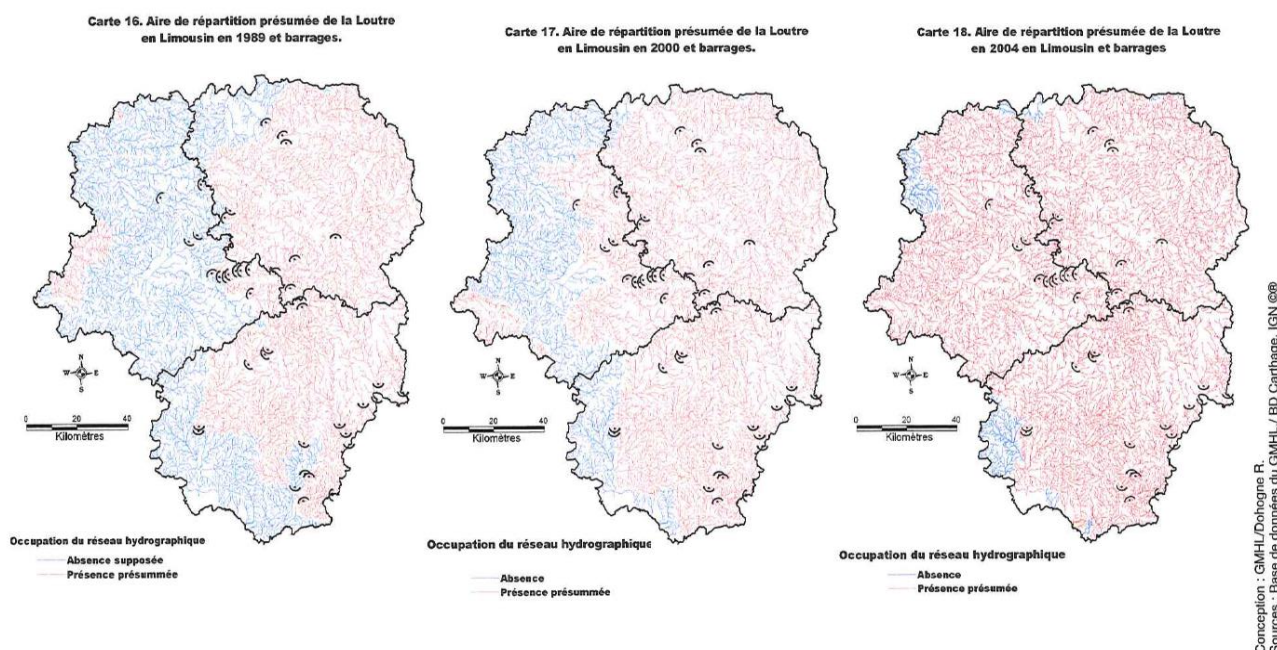 Carte 16. Aire de répartition présumée de la Loutre
en Limousin en 1989 et barrages.
Carte 17. Aire de répartition présumée de la Loutre
en Limousin en 2000 et barrages.
Carte 18. Aire de répartition présumée de la Loutre
en 2004 en Limousin et barrages
N
W E
S
0 20 40
Kilomètres
N
W E
S
0 20 40
Kilomètres
N
W E
S
0 20 40
Kilomètres
Occupation du réseau hydrographique
Absence supposée
Présence présummée
Occupation du réseau hydrographique
Absence
Présence présummée
Occupation du réseau hydrographique
Absence
Présence présumée
Conception : GMHL/Dohogne R.
Sources : Base de données du GMHL / BD Carthage, IGN ©®